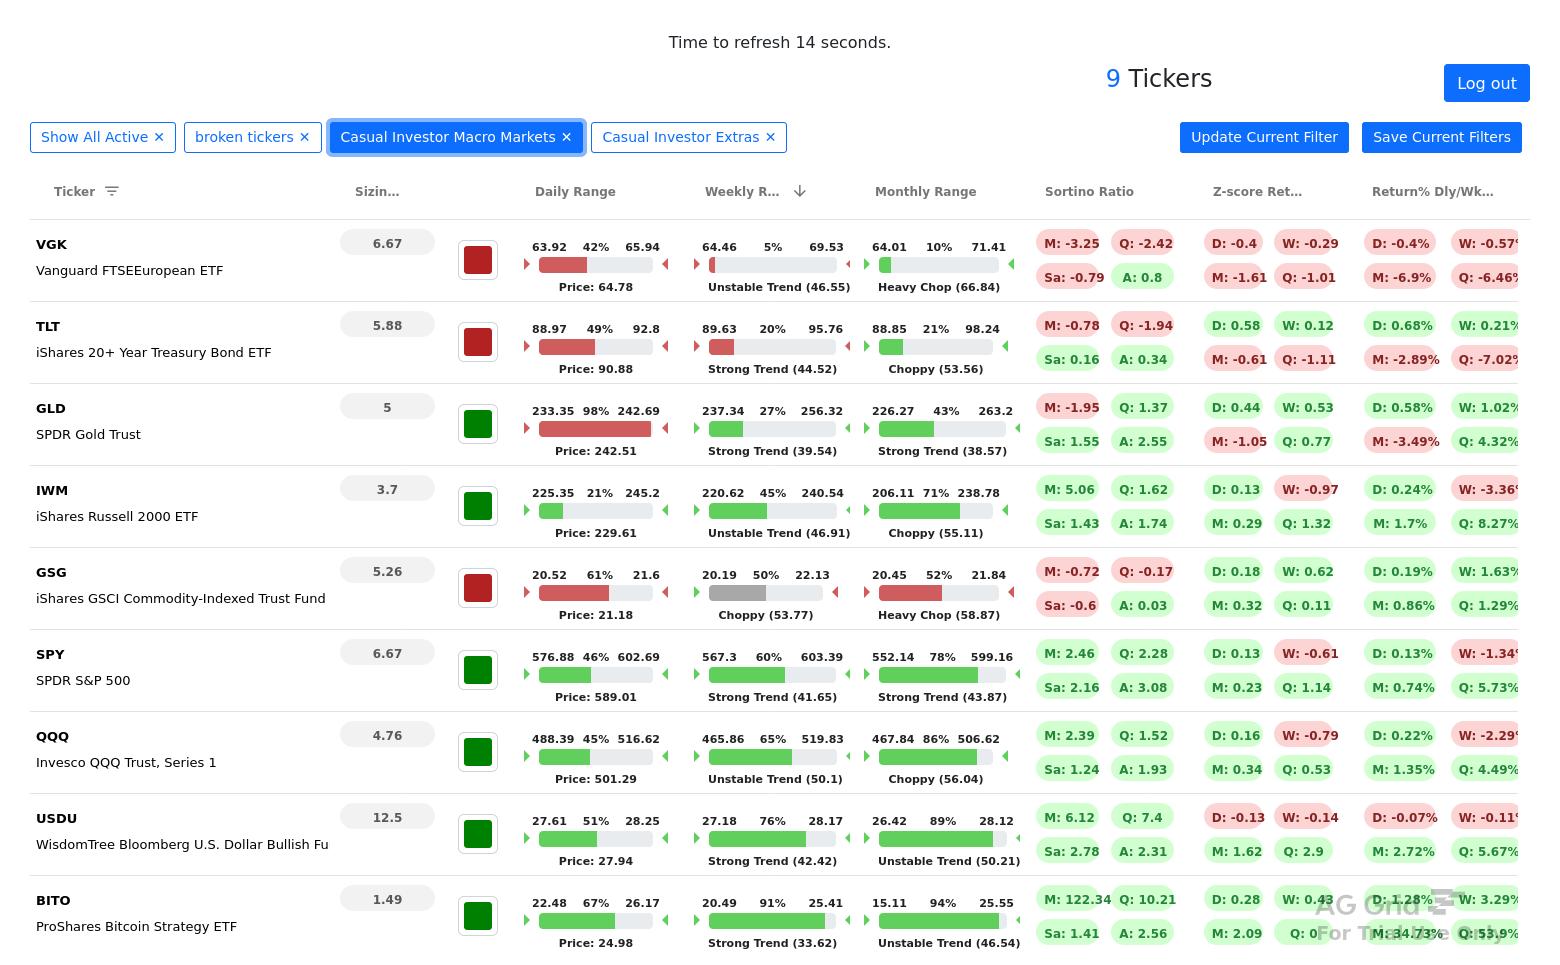 Time to refresh 14 seconds.
9 Tickers
Log out
Show All Active ✕ broken tickers ✕ Casual Investor Macro Markets ✕ Casual Investor Extras ✕ Update Current Filter Save Current Filters
Ticker Sizin... Daily Range Weekly R... Monthly Range Sortino Ratio Z-score Ret... Return% Dly/Wk...
VGK 6.67 63.92 42% 65.94 64.46 5% 69.53 64.01 10% 71.41 M: -3.25 Q: -2.42 D: -0.4 W: -0.29 D: -0.4% W: -0.57%
Vanguard FTSEEuropean ETF Price: 64.78 Unstable Trend (46.55) Heavy Chop (66.84) Sa: -0.79 A: 0.8 M: -1.61 Q: -1.01 M: -6.9% Q: -6.46%
TLT 5.88 88.97 49% 92.8 89.63 20% 95.76 88.85 21% 98.24 M: -0.78 Q: -1.94 D: 0.58 W: 0.12 D: 0.68% W: 0.21%
iShares 20+ Year Treasury Bond ETF Price: 90.88 Strong Trend (44.52) Choppy (53.56) Sa: 0.16 A: 0.34 M: -0.61 Q: -1.11 M: -2.89% Q: -7.02%
GLD 5 233.35 98% 242.69 237.34 27% 256.32 226.27 43% 263.2 M: -1.95 Q: 1.37 D: 0.44 W: 0.53 D: 0.58% W: 1.02%
SPDR Gold Trust Price: 242.51 Strong Trend (39.54) Strong Trend (38.57) Sa: 1.55 A: 2.55 M: -1.05 Q: 0.77 M: -3.49% Q: 4.32%
IWM 3.7 225.35 21% 245.2 220.62 45% 240.54 206.11 71% 238.78 M: 5.06 Q: 1.62 D: 0.13 W: -0.97 D: 0.24% W: -3.36%
iShares Russell 2000 ETF Price: 229.61 Unstable Trend (46.91) Choppy (55.11) Sa: 1.43 A: 1.74 M: 0.29 Q: 1.32 M: 1.7% Q: 8.27%
GSG 5.26 20.52 61% 21.6 20.19 50% 22.13 20.45 52% 21.84 M: -0.72 Q: -0.17 D: 0.18 W: 0.62 D: 0.19% W: 1.63%
iShares GSCI Commodity-Indexed Trust Fund Price: 21.18 Choppy (53.77) Heavy Chop (58.87) Sa: -0.6 A: 0.03 M: 0.32 Q: 0.11 M: 0.86% Q: 1.29%
SPY 6.67 576.88 46% 602.69 567.3 60% 603.39 552.14 78% 599.16 M: 2.46 Q: 2.28 D: 0.13 W: -0.61 D: 0.13% W: -1.34%
SPDR S&P 500 Price: 589.01 Strong Trend (41.65) Strong Trend (43.87) Sa: 2.16 A: 3.08 M: 0.23 Q: 1.14 M: 0.74% Q: 5.73%
QQQ 4.76 488.39 45% 516.62 465.86 65% 519.83 467.84 86% 506.62 M: 2.39 Q: 1.52 D: 0.16 W: -0.79 D: 0.22% W: -2.29%
Invesco QQQ Trust, Series 1 Price: 501.29 Unstable Trend (50.1) Choppy (56.04) Sa: 1.24 A: 1.93 M: 0.34 Q: 0.53 M: 1.35% Q: 4.49%
USDU 12.5 27.61 51% 28.25 27.18 76% 28.17 26.42 89% 28.12 M: 6.12 Q: 7.4 D: -0.13 W: -0.14 D: -0.07% W: -0.11%
WisdomTree Bloomberg U.S. Dollar Bullish Fu Price: 27.94 Strong Trend (42.42) Unstable Trend (50.21) Sa: 2.78 A: 2.31 M: 1.62 Q: 2.9 M: 2.72% Q: 5.67%
BITO 1.49 22.48 67% 26.17 20.49 91% 25.41 15.11 94% 25.55 M: 122.34 Q: 10.21 D: 0.28 W: 0.43 D: 1.28% W: 3.29%
ProShares Bitcoin Strategy ETF Price: 24.98 Strong Trend (33.62) Unstable Trend (46.54) Sa: 1.41 A: 2.56 M: 2.09 Q: 0 M: 34.73% Q: 53.9%
AG Grid
For Trial Use Only